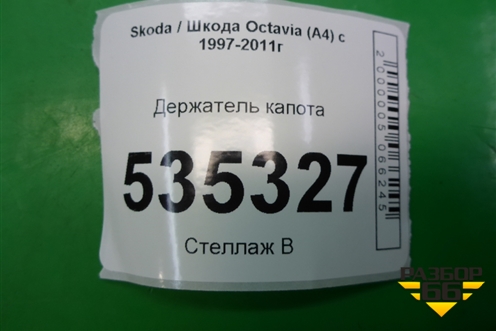 Skoda / Шкода Octavia (A4) с
1997-2011г
Держатель капота
535327
Стеллаж В
2000005066245
РАЗБОР
66